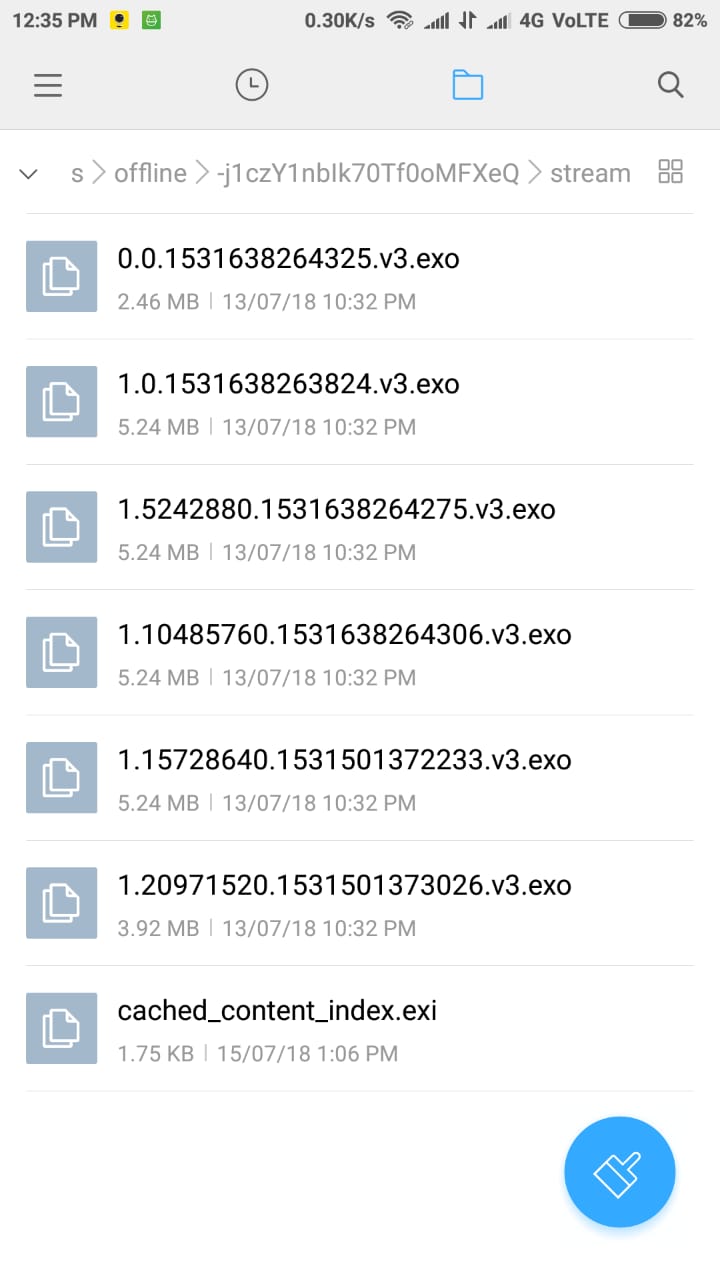 12:35 PM 0.30K/s 4G VoLTE 82%
s > offline > -j1czY1nbIk70Tf0oMFXeQ > stream
0.0.1531638264325.v3.exo
2.46 MB | 13/07/18 10:32 PM
1.0.1531638263824.v3.exo
5.24 MB | 13/07/18 10:32 PM
1.5242880.1531638264275.v3.exo
5.24 MB | 13/07/18 10:32 PM
1.10485760.1531638264306.v3.exo
5.24 MB | 13/07/18 10:32 PM
1.15728640.1531501372233.v3.exo
5.24 MB | 13/07/18 10:32 PM
1.20971520.1531501373026.v3.exo
3.92 MB | 13/07/18 10:32 PM
cached_content_index.exi
1.75 KB | 15/07/18 1:06 PM